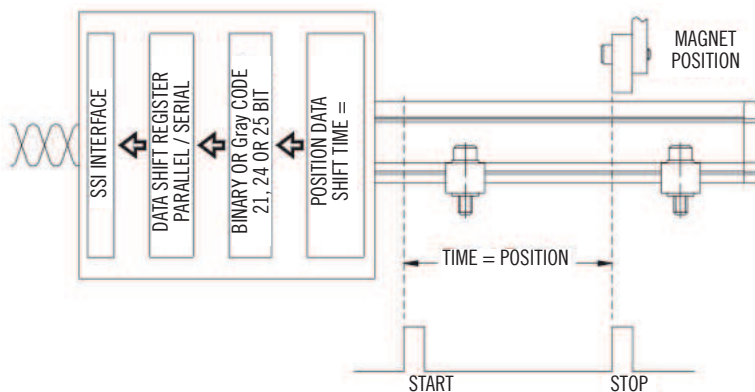 SSI INTERFACE
DATA SHIFT REGISTER
PARALLEL / SERIAL
BINARY OR Gray CODE
21, 24 OR 25 BIT
POSITION DATA
SHIFT TIME =
MAGNET
POSITION
TIME = POSITION
START
STOP